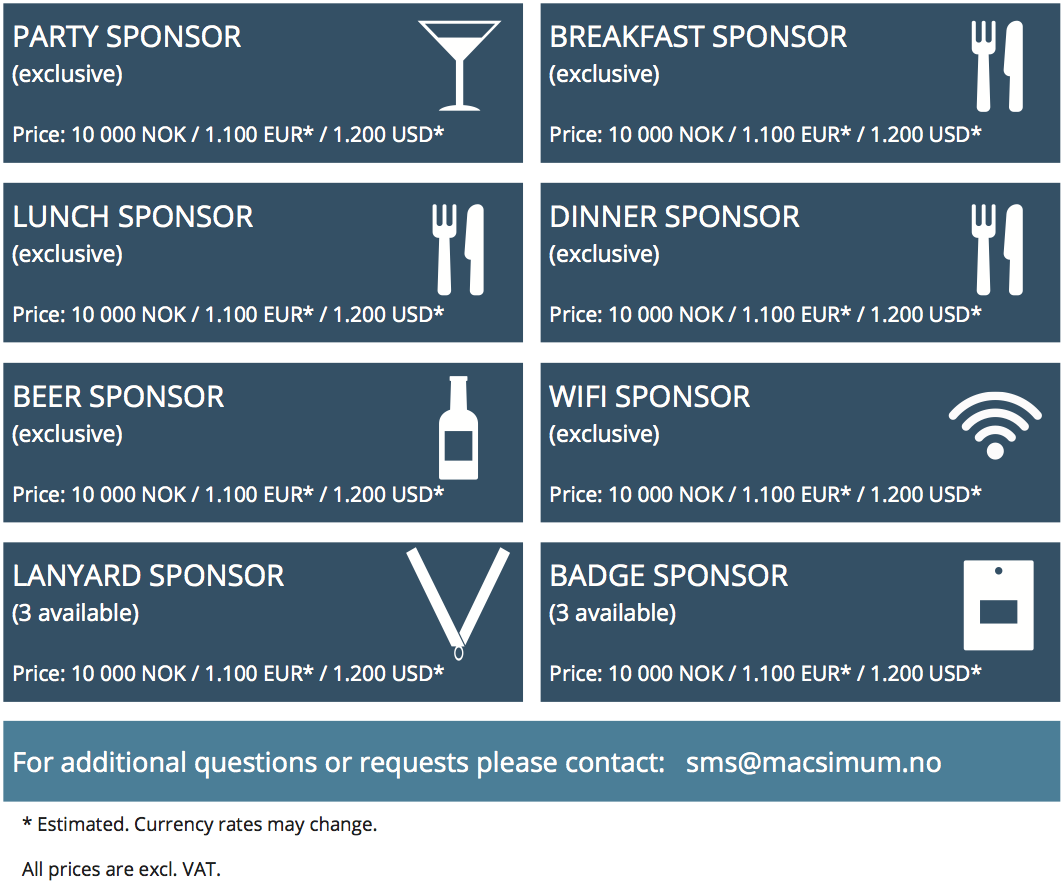 PARTY SPONSOR
(exclusive)
Price: 10 000 NOK / 1.100 EUR* / 1.200 USD*
BREAKFAST SPONSOR
(exclusive)
Price: 10 000 NOK / 1.100 EUR* / 1.200 USD*
LUNCH SPONSOR
(exclusive)
Price: 10 000 NOK / 1.100 EUR* / 1.200 USD*
DINNER SPONSOR
(exclusive)
Price: 10 000 NOK / 1.100 EUR* / 1.200 USD*
BEER SPONSOR
(exclusive)
Price: 10 000 NOK / 1.100 EUR* / 1.200 USD*
WIFI SPONSOR
(exclusive)
Price: 10 000 NOK / 1.100 EUR* / 1.200 USD*
LANYARD SPONSOR
(3 available)
Price: 10 000 NOK / 1.100 EUR* / 1.200 USD*
BADGE SPONSOR
(3 available)
Price: 10 000 NOK / 1.100 EUR* / 1.200 USD*
For additional questions or requests please contact: sms@macsimum.no
* Estimated. Currency rates may change.
All prices are excl. VAT.